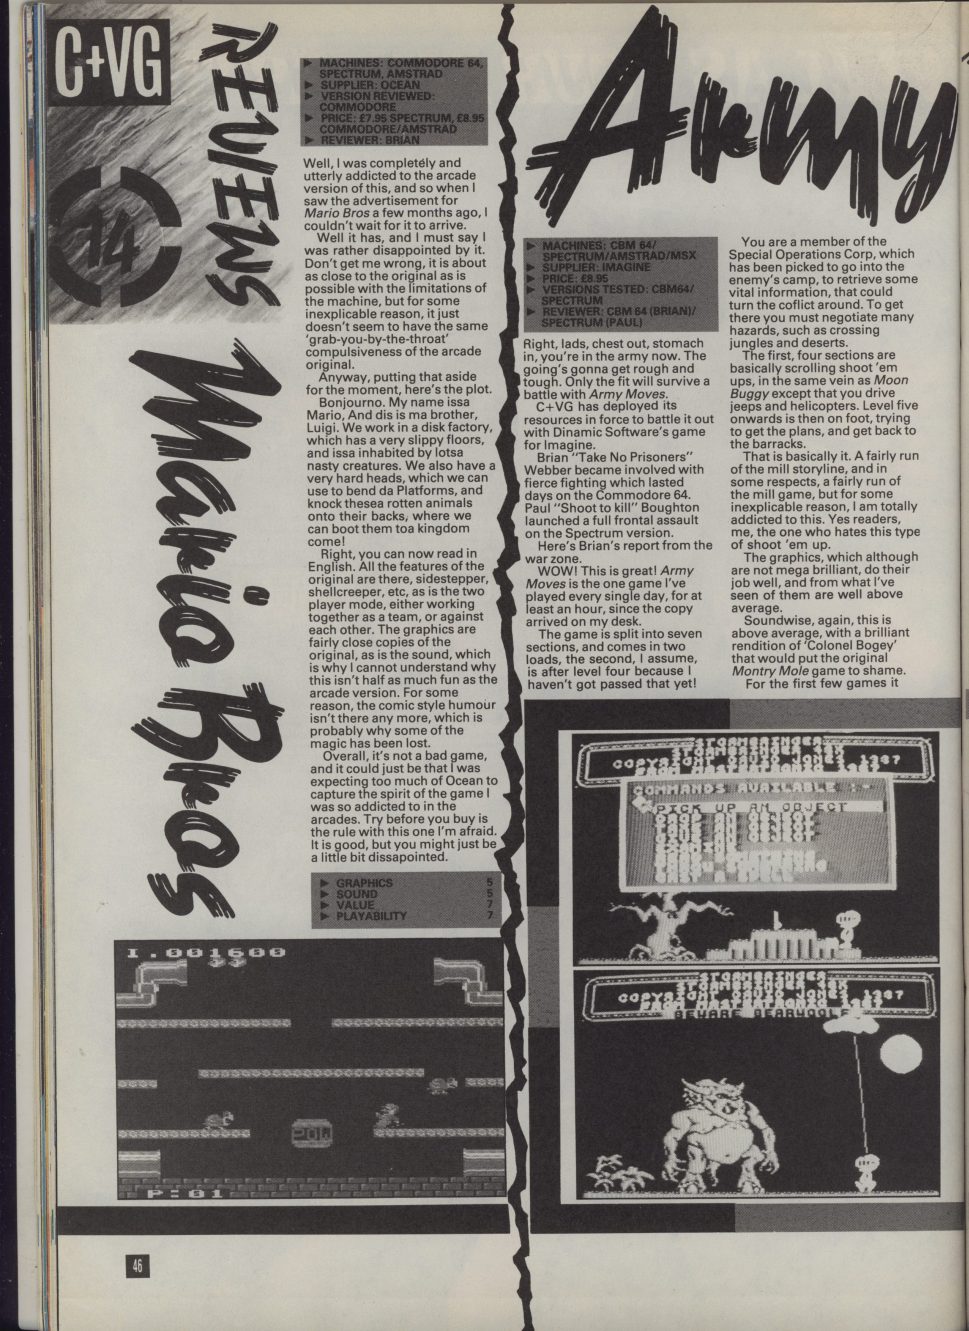 C+VG
REVIEWS
14
Mario Bros
▶ MACHINES: COMMODORE 64,
SPECTRUM, AMSTRAD
▶ SUPPLIER: OCEAN
▶ VERSION REVIEWED:
COMMODORE
▶ PRICE: £7.95 SPECTRUM, £8.95
COMMODORE/AMSTRAD
▶ REVIEWER: BRIAN
Well, I was completely and
utterly addicted to the arcade
version of this, and so when I
saw the advertisement for
Mario Bros a few months ago, I
couldn't wait for it to arrive.
Well it has, and I must say I
was rather disappointed by it.
Don't get me wrong, it is about
as close to the original as is
possible with the limitations of
the machine, but for some
inexplicable reason, it just
doesn't seem to have the same
'grab-you-by-the-throat'
compulsiveness of the arcade
original.
Anyway, putting that aside
for the moment, here's the plot.
Bonjourno. My name issa
Mario, And dis is ma brother,
Luigi. We work in a disk factory,
which has a very slippy floors,
and issa inhabited by lotsa
nasty creatures. We also have a
very hard heads, which we can
use to bend da Platforms, and
knock thesea rotten animals
onto their backs, where we
can boot them toa kingdom
come!
Right, you can now read in
English. All the features of the
original are there, sidestepper,
shellcreeper, etc, as is the two
player mode, either working
together as a team, or against
each other. The graphics are
fairly close copies of the
original, as is the sound, which
is why I cannot understand why
this isn't half as much fun as the
arcade version. For some
reason, the comic style humour
isn't there any more, which is
probably why some of the
magic has been lost.
Overall, it's not a bad game,
and it could just be that I was
expecting too much of Ocean to
capture the spirit of the game I
was so addicted to in the
arcades. Try before you buy is
the rule with this one I'm afraid.
It is good, but you might just be
a little bit dissapointed.
▶ GRAPHICS 5
▶ SOUND 5
▶ VALUE 7
▶ PLAYABILITY 7
I.001600
POW
P:01
46
Army
▶ MACHINES: CBM 64/
SPECTRUM/AMSTRAD/MSX
▶ SUPPLIER: IMAGINE
▶ PRICE: £8.95
▶ VERSIONS TESTED: CBM64/
SPECTRUM
▶ REVIEWER: CBM 64 (BRIAN)/
SPECTRUM (PAUL)
Right, lads, chest out, stomach
in, you're in the army now. The
going's gonna get rough and
tough. Only the fit will survive a
battle with Army Moves.
C+VG has deployed its
resources in force to battle it out
with Dinamic Software's game
for Imagine.
Brian "Take No Prisoners"
Webber became involved with
fierce fighting which lasted
days on the Commodore 64.
Paul "Shoot to kill" Boughton
launched a full frontal assault
on the Spectrum version.
Here's Brian's report from the
war zone.
WOW! This is great! Army
Moves is the one game I've
played every single day, for at
least an hour, since the copy
arrived on my desk.
The game is split into seven
sections, and comes in two
loads, the second, I assume,
is after level four because I
haven't got passed that yet!
You are a member of the
Special Operations Corp, which
has been picked to go into the
enemy's camp, to retrieve some
vital information, that could
turn the coflict around. To get
there you must negotiate many
hazards, such as crossing
jungles and deserts.
The first, four sections are
basically scrolling shoot 'em
ups, in the same vein as Moon
Buggy except that you drive
jeeps and helicopters. Level five
onwards is then on foot, trying
to get the plans, and get back to
the barracks.
That is basically it. A fairly run
of the mill storyline, and in
some respects, a fairly run of
the mill game, but for some
inexplicable reason, I am totally
addicted to this. Yes readers,
me, the one who hates this type
of shoot 'em up.
The graphics, which although
are not mega brilliant, do their
job well, and from what I've
seen of them are well above
average.
Soundwise, again, this is
above average, with a brilliant
rendition of 'Colonel Bogey'
that would put the original
Montry Mole game to shame.
For the first few games it
STORMBRINGER
STORMBRINGER 48K
COPYRIGHT DAVID JONES 1987
FROM MASTERTRONIC 1987
COMMANDS AVAILABLE :-
PICK UP AN OBJECT
DROP AN OBJECT
STORMBRINGER
STORMBRINGER 48K
COPYRIGHT DAVID JONES 1987
FROM MASTERTRONIC 1987
BEWARE BEARWOLF